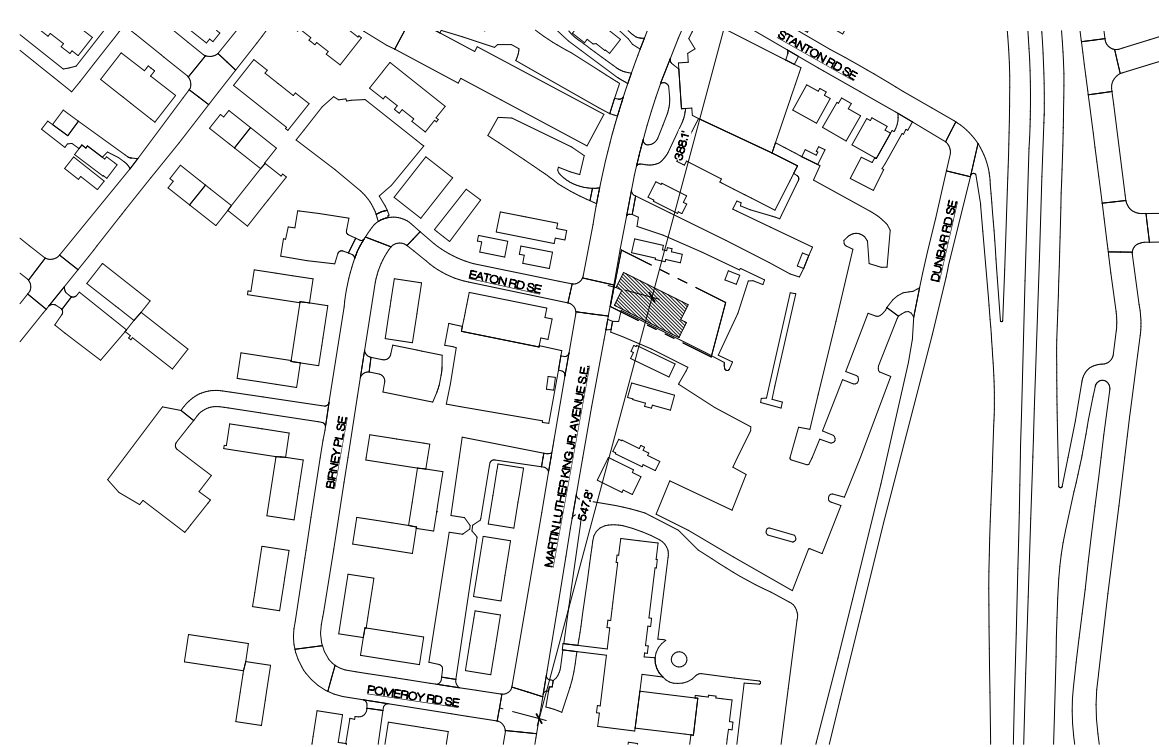 STANTON RD SE
388.1'
DUNBAR RD SE
EATON RD SE
MARTIN LUTHER KING JR. AVENUE S.E.
BIRNEY PL SE
547.8'
POMEROY RD SE